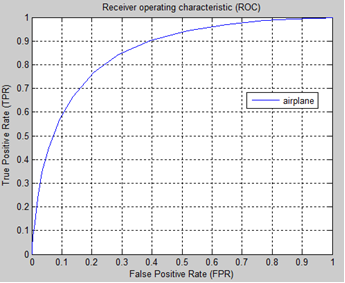 Receiver operating characteristic (ROC)
True Positive Rate (TPR)
1
0.9
0.8
0.7
0.6
0.5
0.4
0.3
0.2
0.1
0
airplane
0 0.1 0.2 0.3 0.4 0.5 0.6 0.7 0.8 0.9 1
False Positive Rate (FPR)